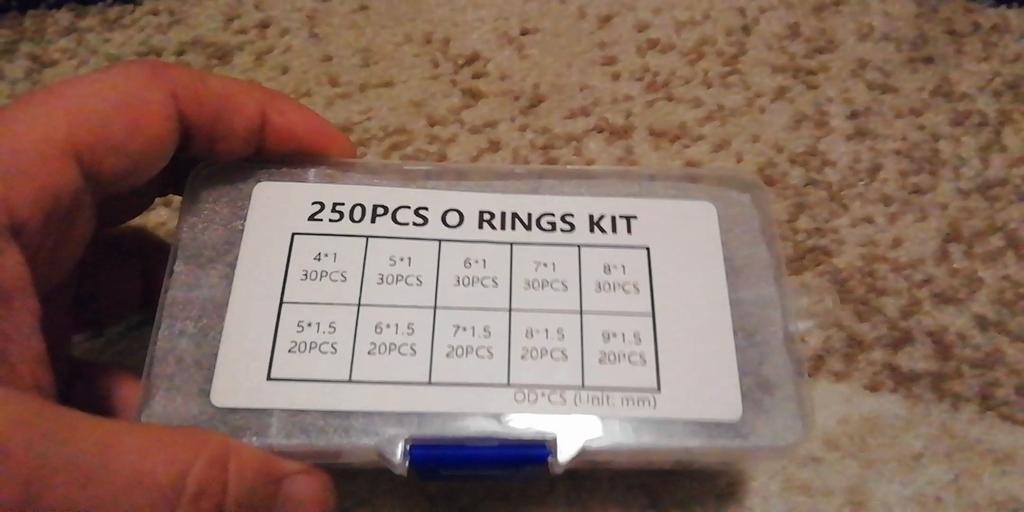 250PCS O RINGS KIT
4*1 5*1 6*1 7*1 8*1
30PCS 30PCS 30PCS 30PCS 30PCS
5*1.5 6*1.5 7*1.5 8*1.5 9*1.5
20PCS 20PCS 20PCS 20PCS 20PCS
OD*CS (Unit: mm)